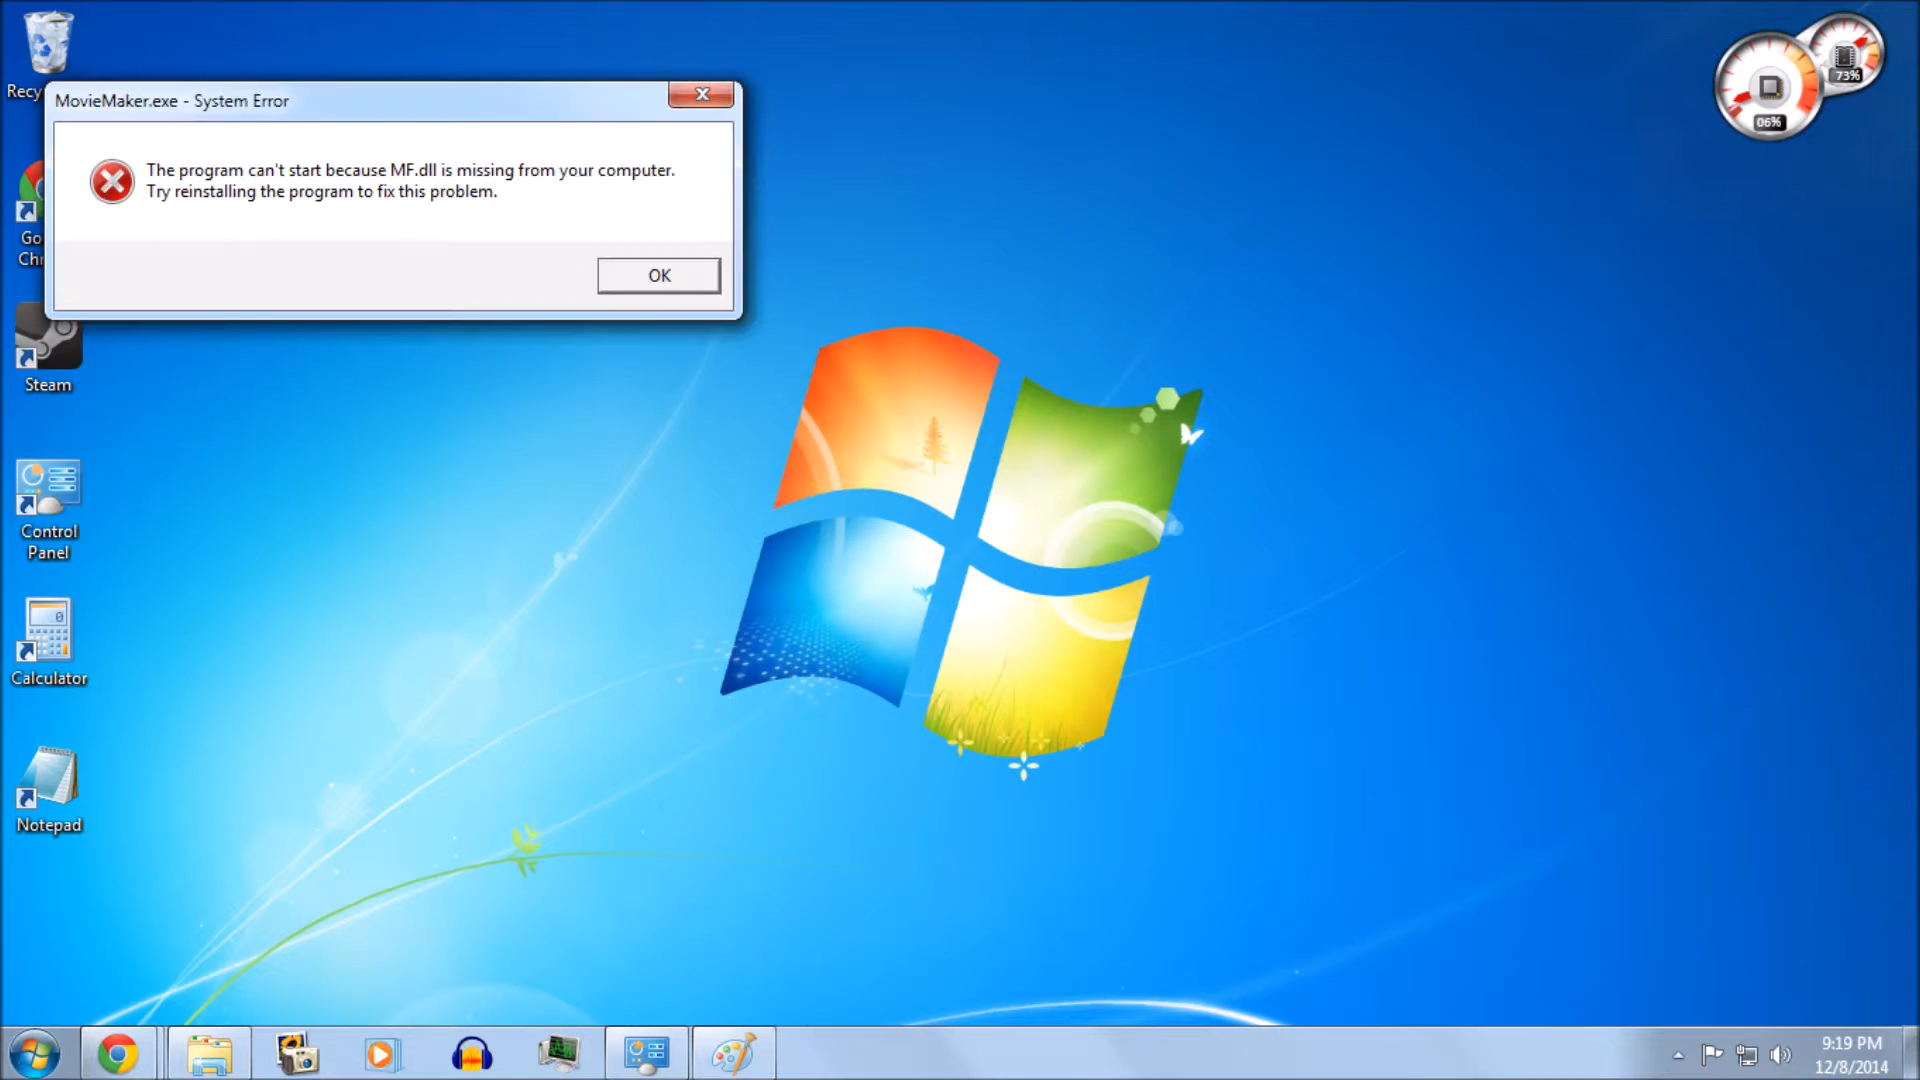 MovieMaker.exe - System Error
The program can't start because MF.dll is missing from your computer.
Try reinstalling the program to fix this problem.
OK
73%
06%
Recy
Go
Chr
Steam
Control
Panel
Calculator
Notepad
9:19 PM
12/8/2014